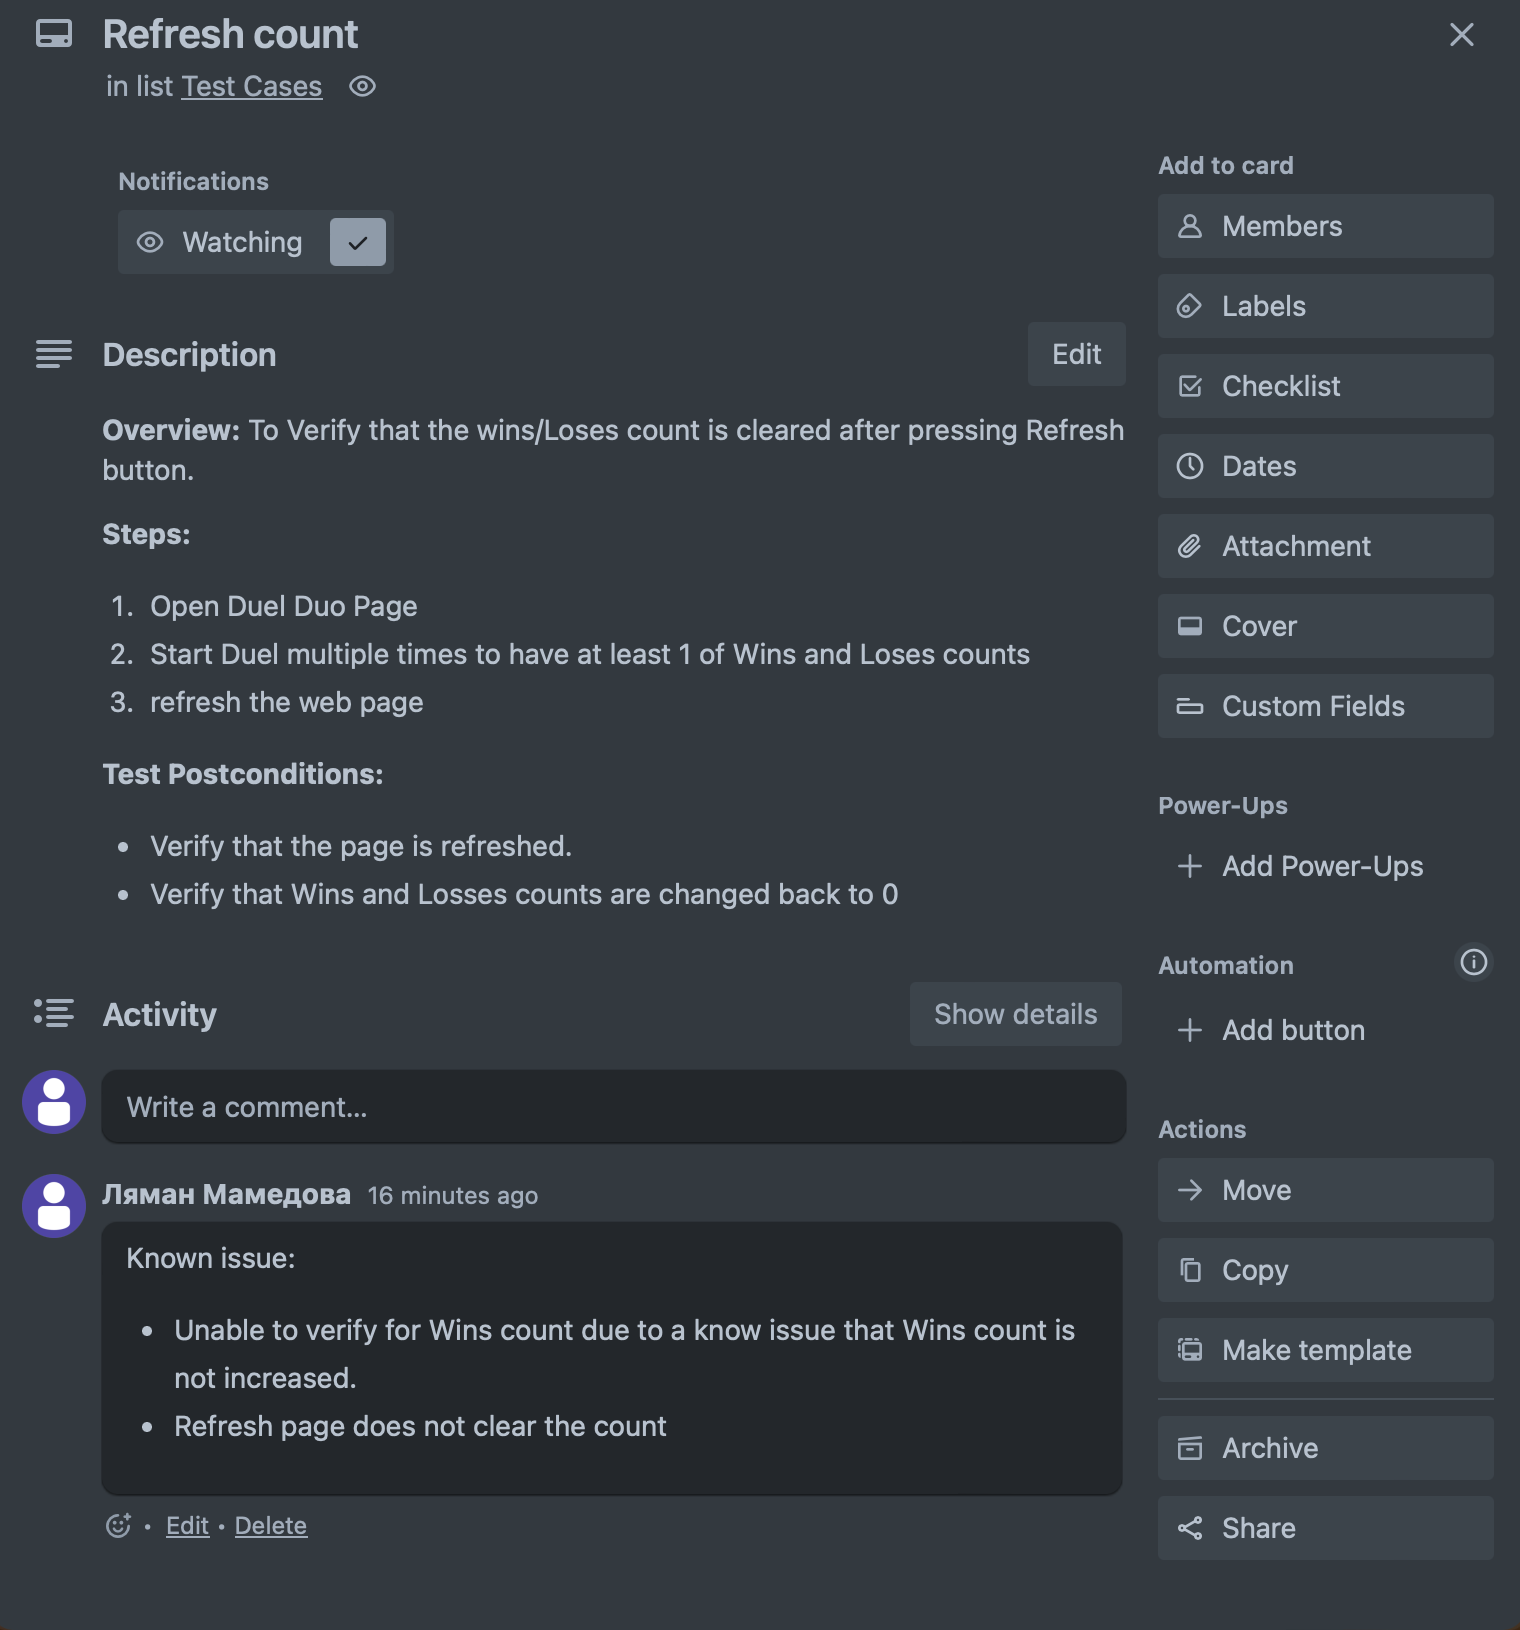 Refresh count
in list Test Cases
Notifications
Watching
Description
Edit
Overview: To Verify that the wins/Loses count is cleared after pressing Refresh
button.
Steps:
1. Open Duel Duo Page
2. Start Duel multiple times to have at least 1 of Wins and Loses counts
3. refresh the web page
Test Postconditions:
• Verify that the page is refreshed.
• Verify that Wins and Losses counts are changed back to 0
Activity
Show details
Write a comment...
Ляман Мамедова 16 minutes ago
Known issue:
• Unable to verify for Wins count due to a know issue that Wins count is
not increased.
• Refresh page does not clear the count
• Edit • Delete
Add to card
Members
Labels
Checklist
Dates
Attachment
Cover
Custom Fields
Power-Ups
+ Add Power-Ups
Automation
+ Add button
Actions
Move
Copy
Make template
Archive
Share